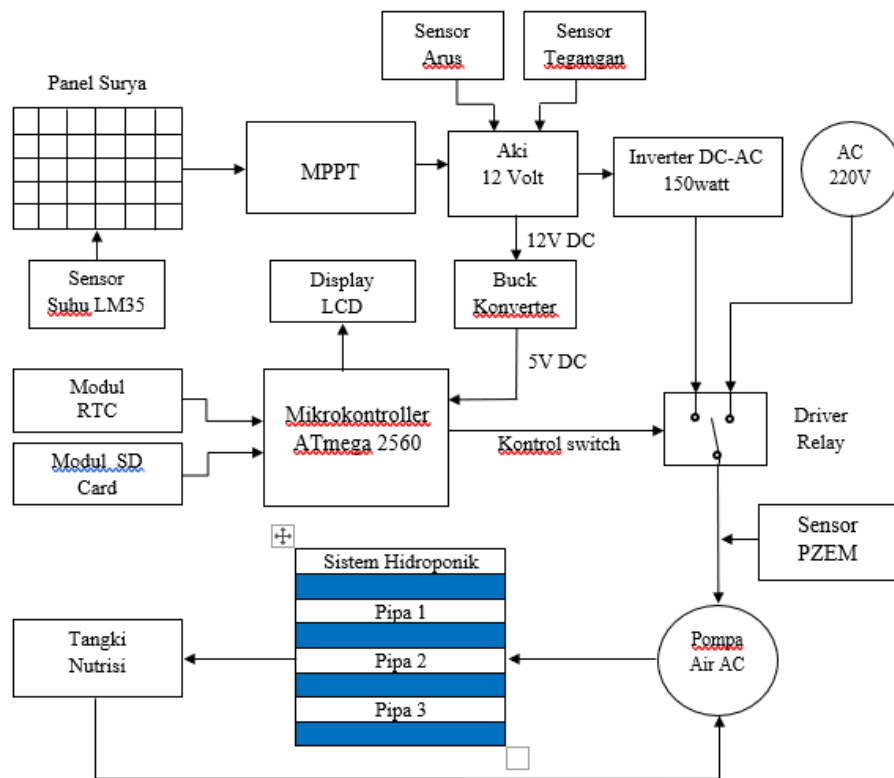 Sensor
Arus
Sensor
Tegangan
Panel Surya
MPPT
Aki
12 Volt
Inverter DC-AC
150watt
AC
220V
12V DC
Sensor
Suhu LM35
Display
LCD
Buck
Konverter
5V DC
Modul
RTC
Mikrokontroller
ATmega 2560
Kontrol switch
Driver
Relay
Modul SD
Card
Sensor
PZEM
Sistem Hidroponik
Pipa 1
Pipa 2
Pipa 3
Tangki
Nutrisi
Pompa
Air AC